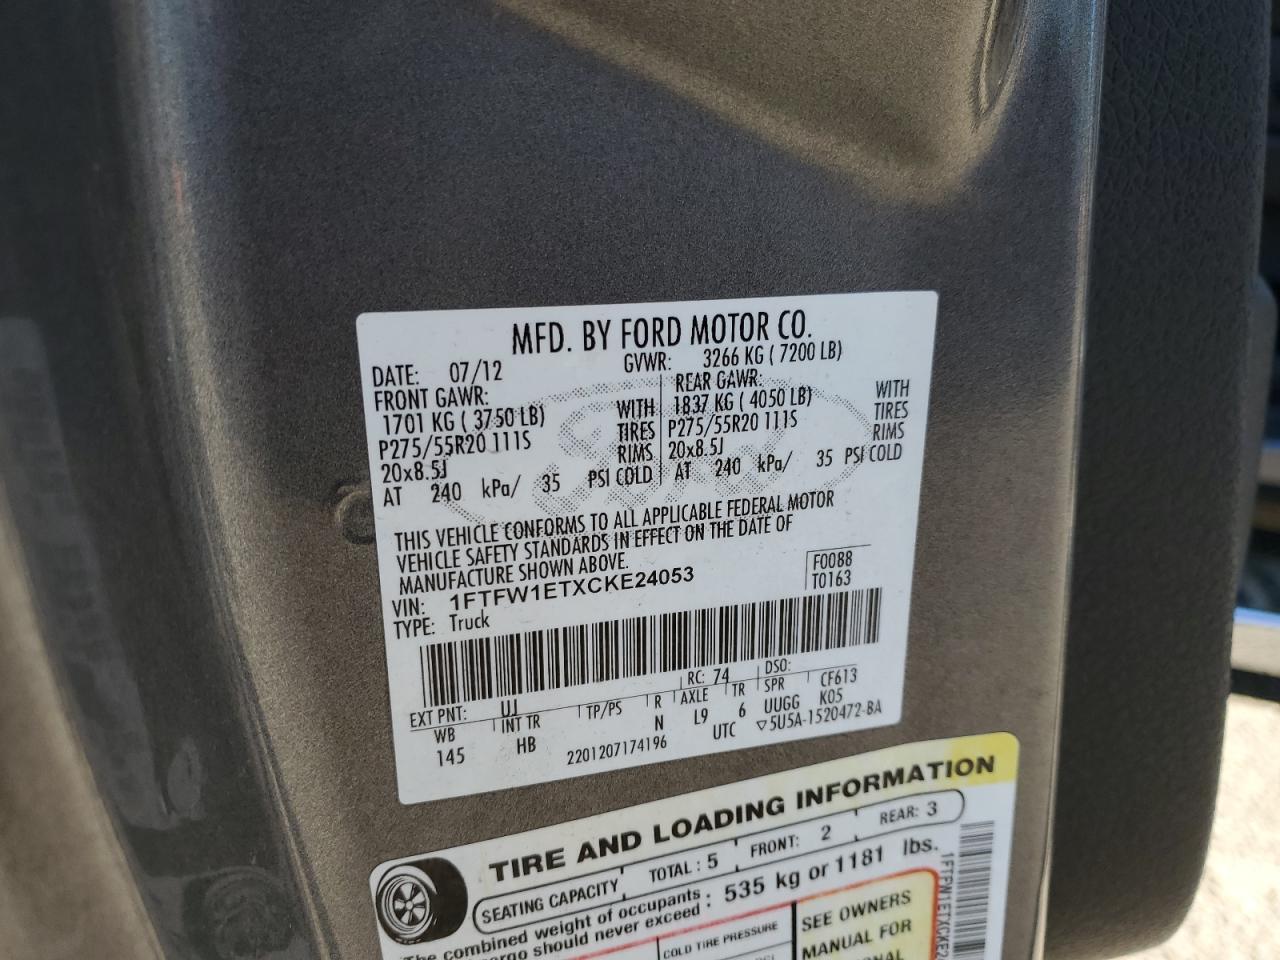 MFD. BY FORD MOTOR CO.
DATE: 07/12 GVWR: 3266 KG ( 7200 LB)
FRONT GAWR: REAR GAWR:
1701 KG ( 3750 LB) WITH 1837 KG ( 4050 LB) WITH
P275/55R20 111S TIRES P275/55R20 111S TIRES
20x8.5J RIMS 20x8.5J RIMS
AT 240 kPa/ 35 PSI COLD AT 240 kPa/ 35 PSI COLD
THIS VEHICLE CONFORMS TO ALL APPLICABLE FEDERAL MOTOR
VEHICLE SAFETY STANDARDS IN EFFECT ON THE DATE OF
MANUFACTURE SHOWN ABOVE.
VIN: 1FTFW1ETXCKE24053 F0088
TYPE: Truck T0163
EXT PNT: UJ RC: 74 DSO:
WB INT TR TP/PS R AXLE TR SPR CF613
145 HB N L9 6 UUGG K05
2201207174196 UTC ▽5U5A-1520472-BA
TIRE AND LOADING INFORMATION
SEATING CAPACITY TOTAL: 5 FRONT: 2 REAR: 3
The combined weight of occupants
cargo should never exceed : 535 kg or 1181 lbs.
COLD TIRE PRESSURE
SEE OWNERS
MANUAL FOR